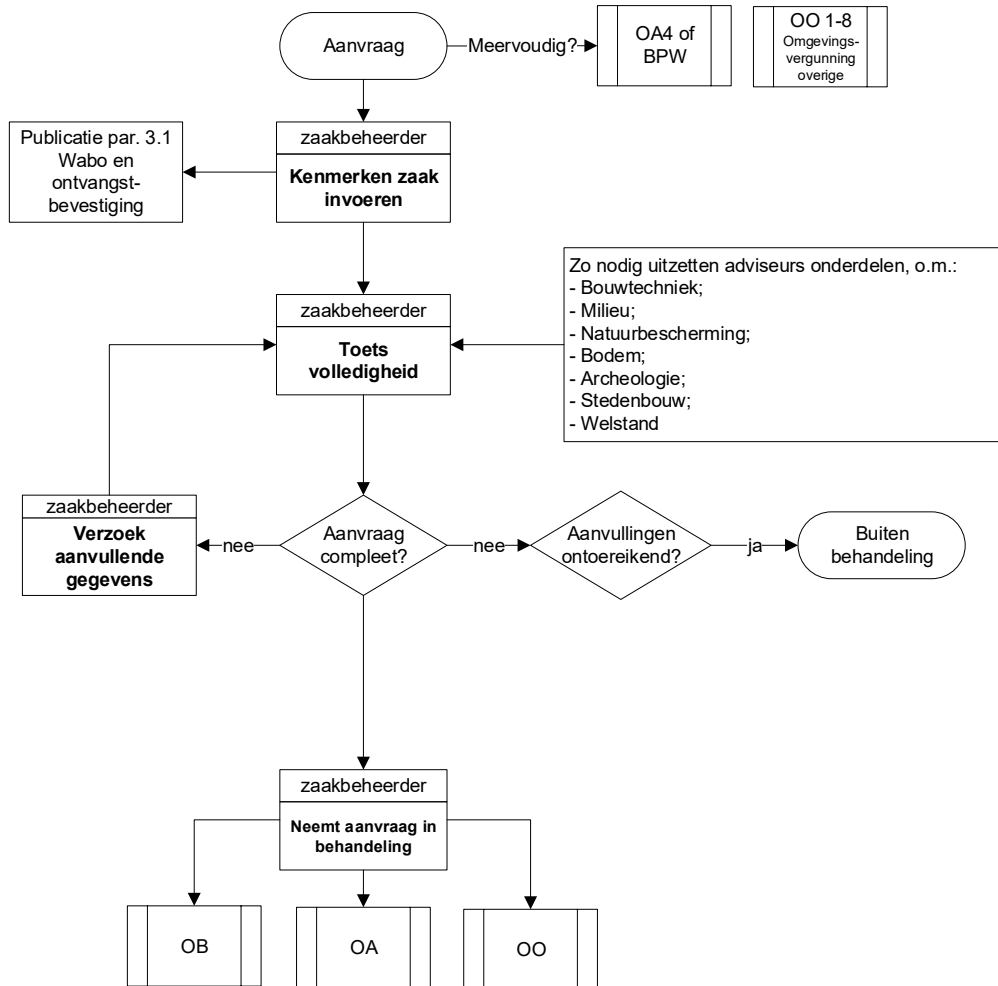 Aanvraag
Meervoudig?
OA4 of
BPW
OO 1-8
Omgevings-
vergunning
overige
zaakbeheerder
Kenmerken zaak
invoeren
Publicatie par. 3.1
Wabo en
ontvangst-
bevestiging
Zo nodig uitzetten adviseurs onderdelen, o.m.:
- Bouwtechniek;
- Milieu;
- Natuurbescherming;
- Bodem;
- Archeologie;
- Stedenbouw;
- Welstand
zaakbeheerder
Toets
volledigheid
zaakbeheerder
Verzoek
aanvullende
gegevens
nee
Aanvraag
compleet?
nee
Aanvullingen
ontoereikend?
ja
Buiten
behandeling
zaakbeheerder
Neemt aanvraag in
behandeling
OB
OA
OO